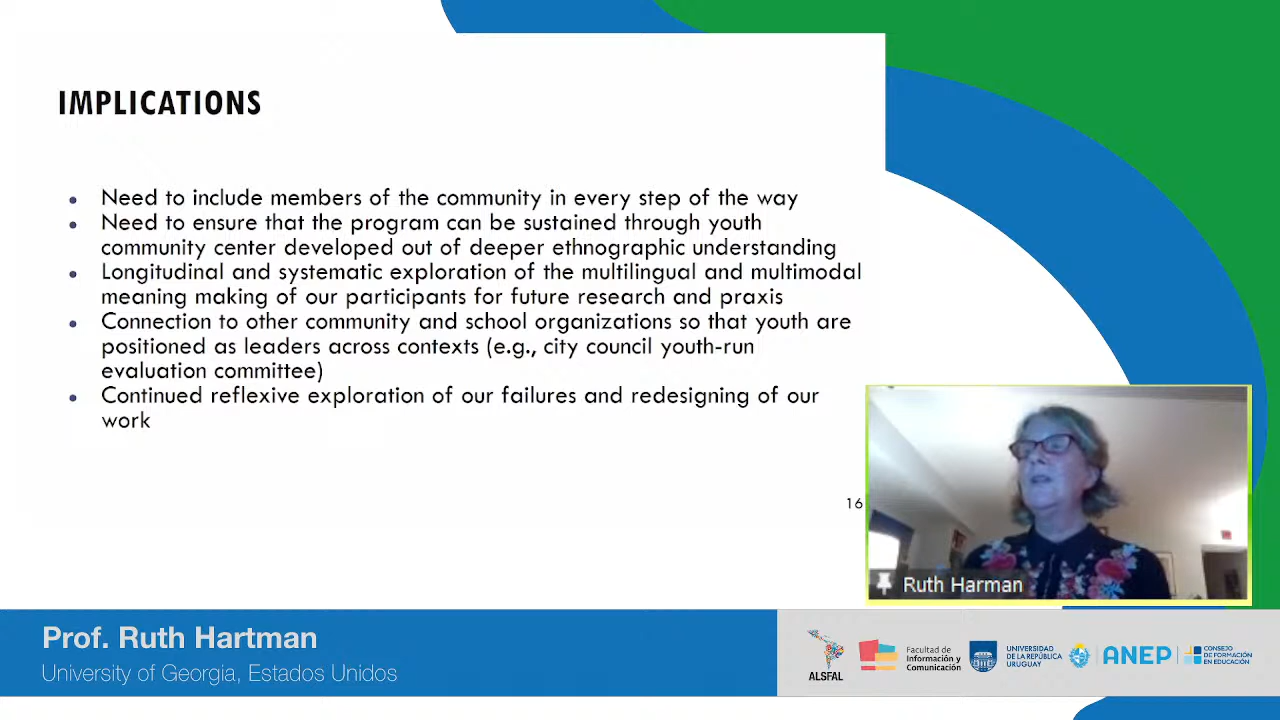 IMPLICATIONS
• Need to include members of the community in every step of the way
• Need to ensure that the program can be sustained through youth
community center developed out of deeper ethnographic understanding
• Longitudinal and systematic exploration of the multilingual and multimodal
meaning making of our participants for future research and praxis
• Connection to other community and school organizations so that youth are
positioned as leaders across contexts (e.g., city council youth-run
evaluation committee)
• Continued reflexive exploration of our failures and redesigning of our
work
16
Ruth Harman
Prof. Ruth Hartman
University of Georgia, Estados Unidos
ALSFAL
Facultad de
Información y
Comunicación
UNIVERSIDAD
DE LA REPÚBLICA
URUGUAY
ANEP
CONSEJO
DE FORMACIÓN
EN EDUCACIÓN